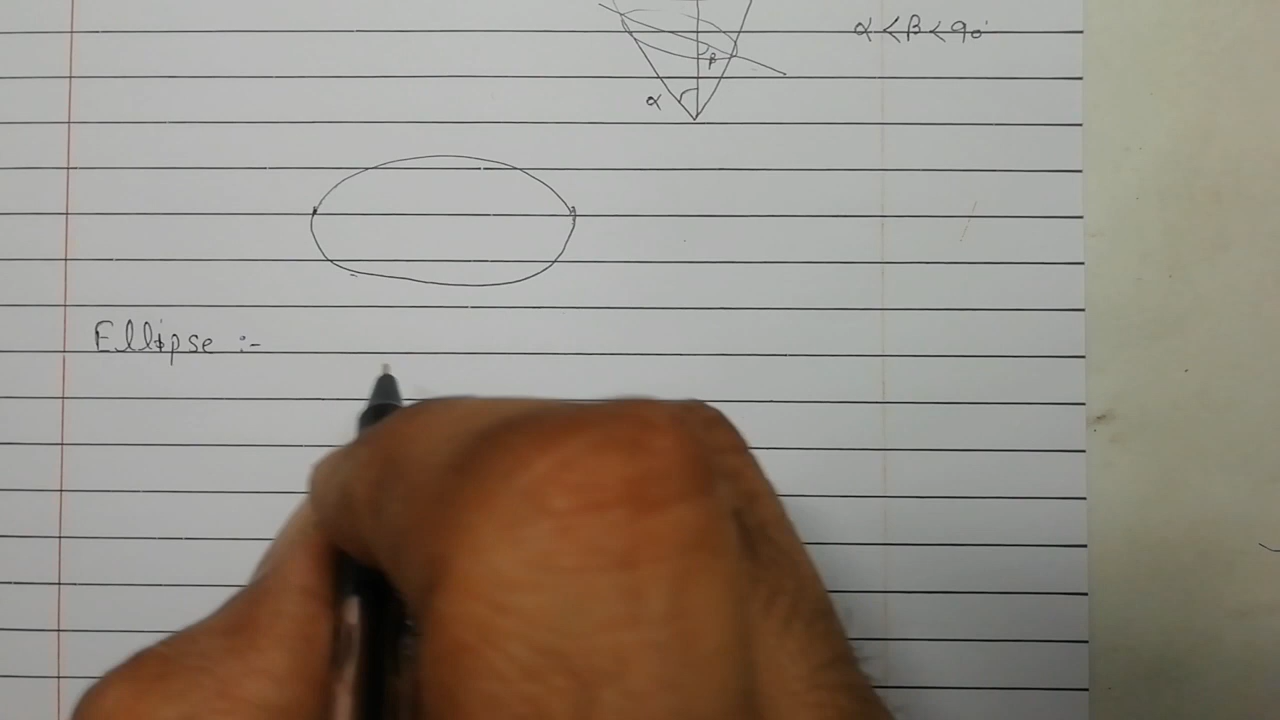 α < β < 90°
β
α
Ellipse :-